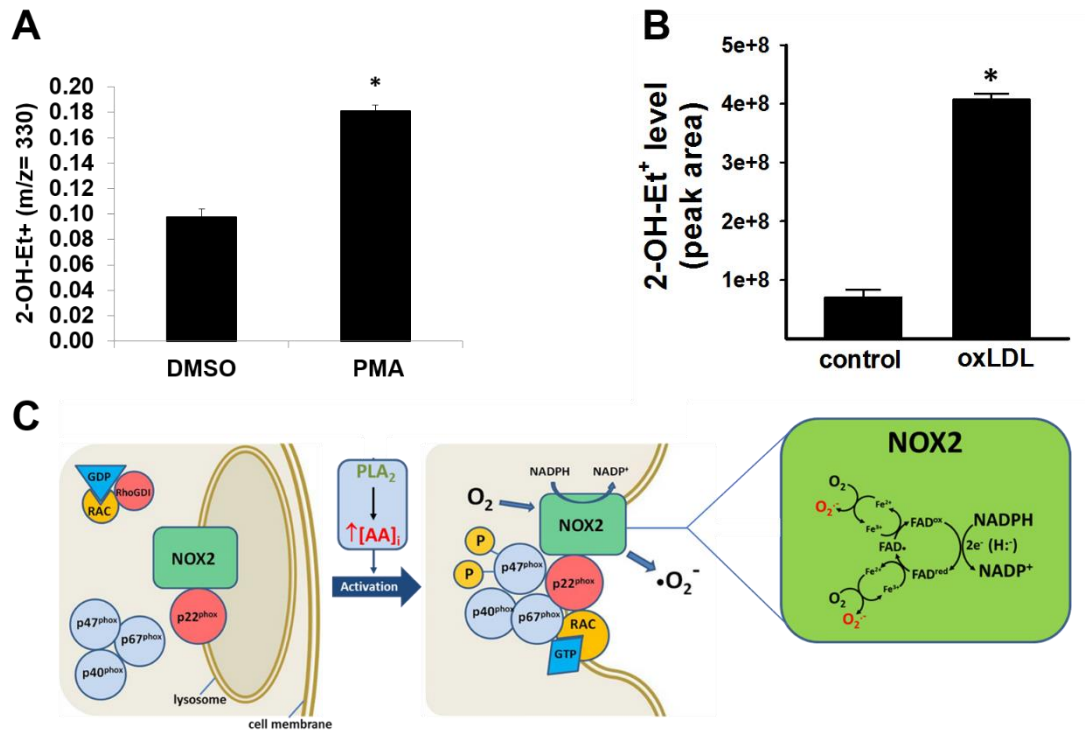 A
2-OH-Et+ (m/z= 330)
0.20
0.18
0.16
0.14
0.12
0.10
0.08
0.06
0.04
0.02
0.00
*
DMSO
PMA
B
2-OH-Et⁺ level
(peak area)
5e+8
4e+8
3e+8
2e+8
1e+8
*
control
oxLDL
C
GDP
RAC
RhoGDI
NOX2
p22phox
p47phox
p67phox
p40phox
lysosome
cell membrane
PLA₂
↑[AA]i
Activation
NADPH
NADP⁺
O₂
NOX2
•O₂⁻
P
P
p47phox
p22phox
p40phox
p67phox
RAC
GTP
NOX2
O₂
Fe²⁺
O₂·⁻
Fe³⁺
FADox
NADPH
2e⁻ (H:⁻)
FAD•
Fe²⁺
FADred
NADP⁺
O₂
Fe³⁺
O₂·⁻